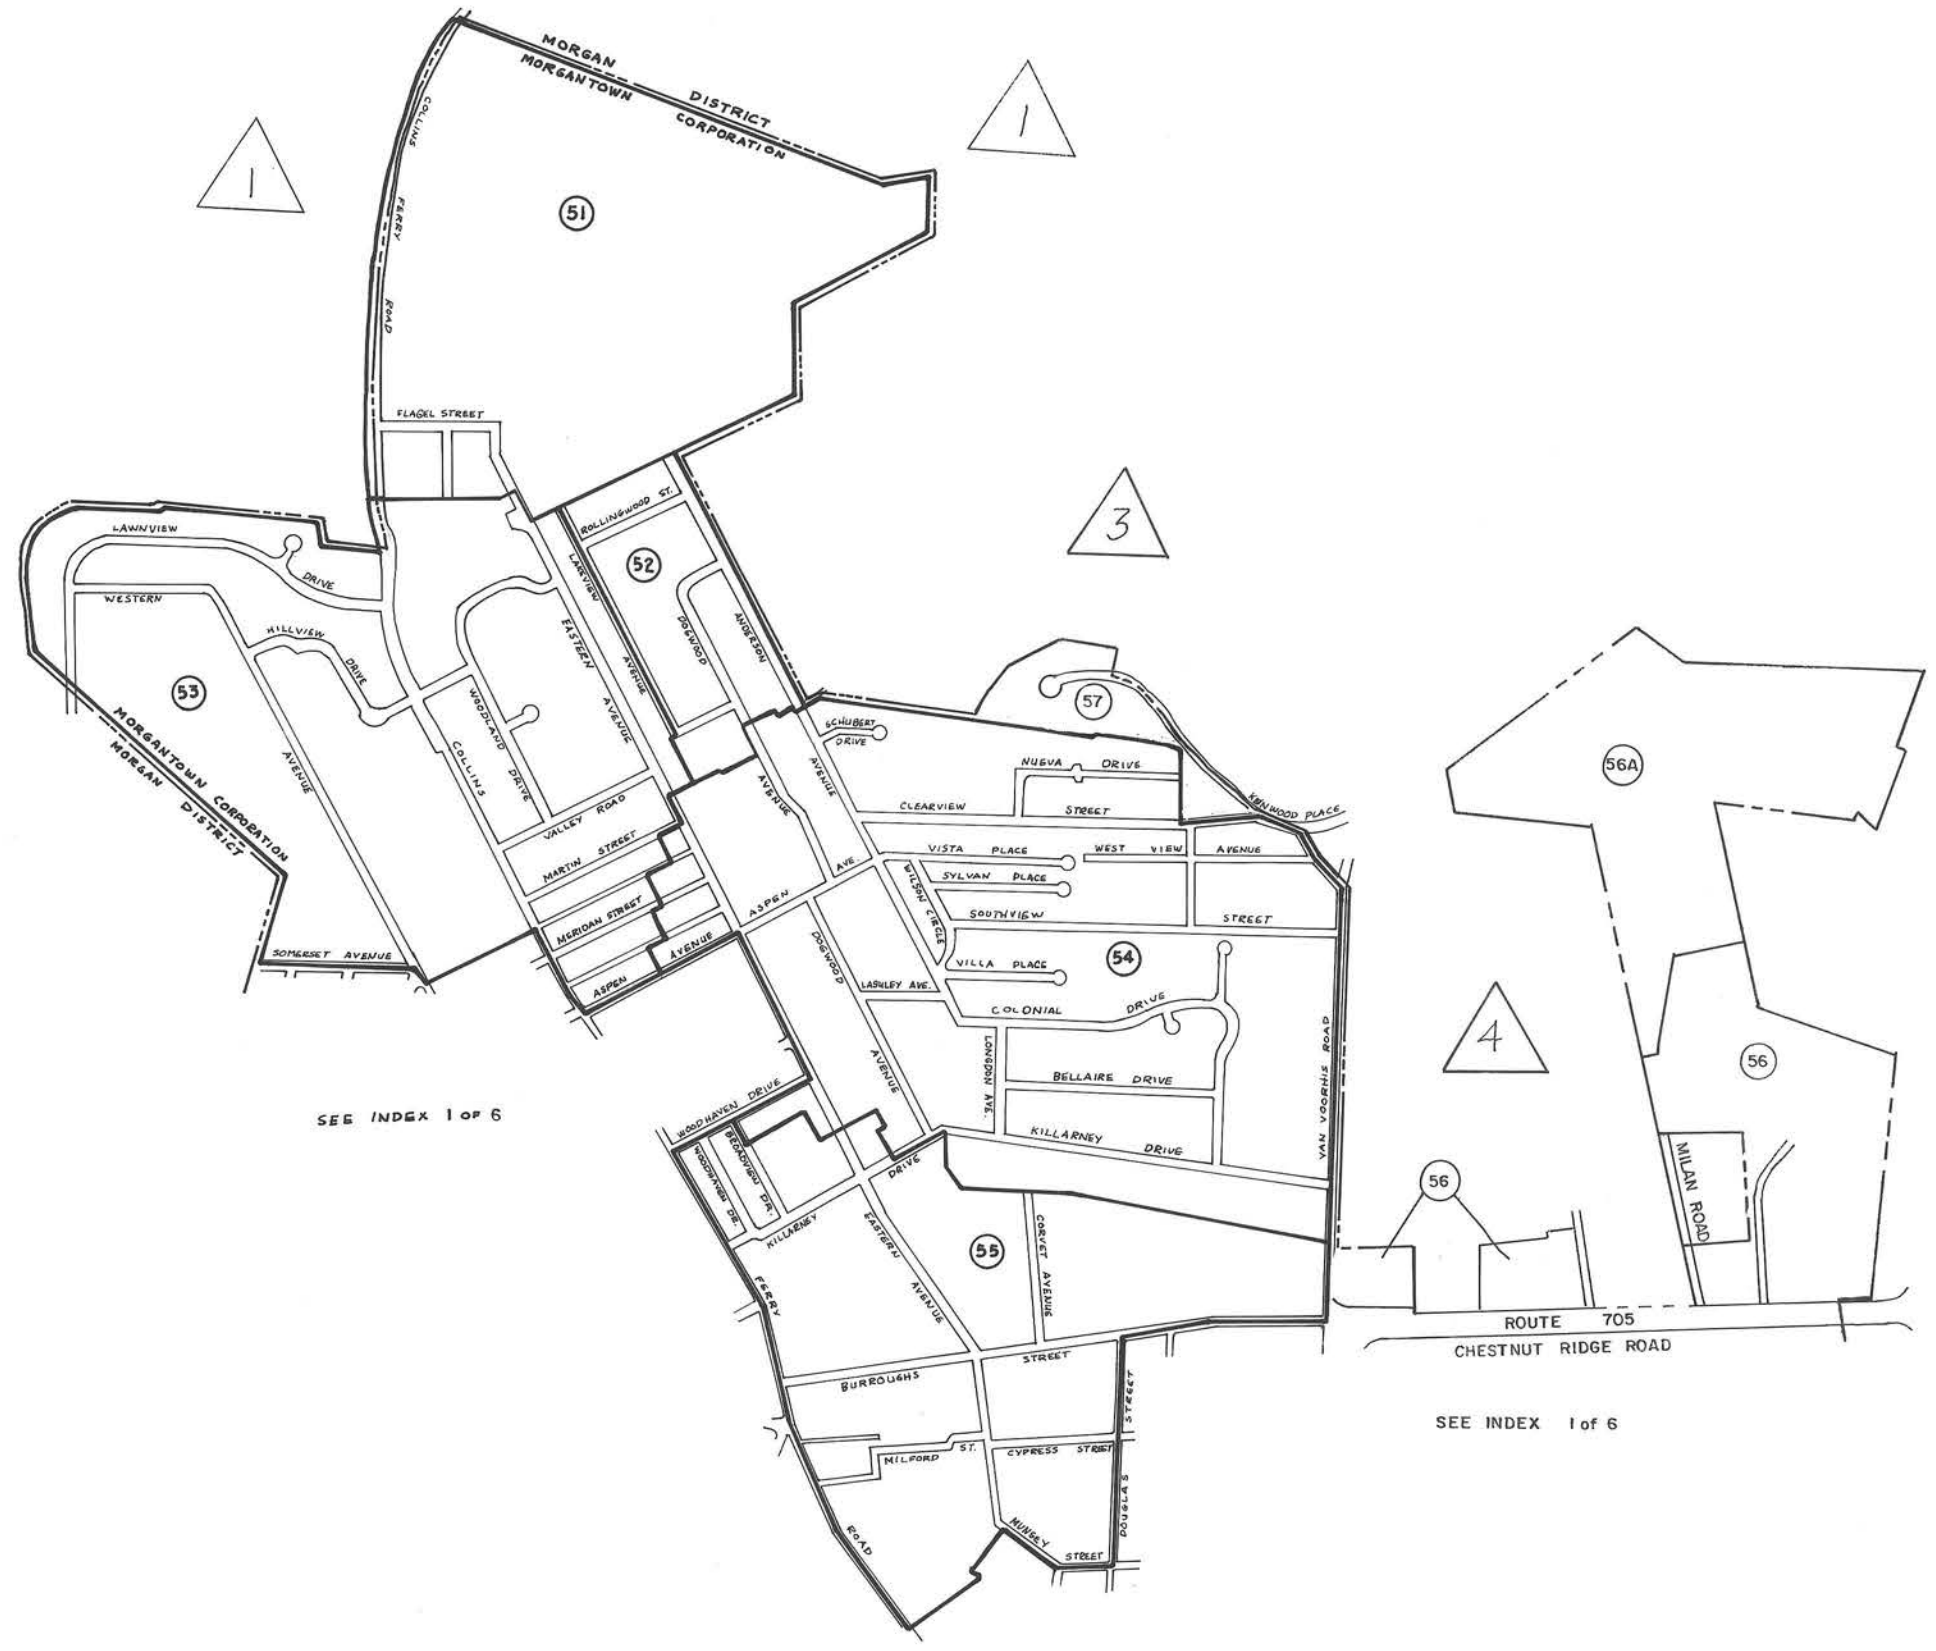 MORGAN DISTRICT
MORGANTOWN CORPORATION
1
1
COLLINS FERRY ROAD
51
FLAGEL STREET
ROLLINGWOOD ST.
52
3
LAWNVIEW DRIVE
WESTERN AVENUE
HILLVIEW DRIVE
53
LAKEVIEW AVENUE
EASTERN AVENUE
DOGWOOD AVENUE
ANDERSON AVENUE
WOODLAND DRIVE
COLLINS
57
56A
MORGANTOWN CORPORATION
MORGAN DISTRICT
SCHUBERT
DRIVE
NUEVA DRIVE
CLEARVIEW STREET
KENWOOD PLACE
VALLEY ROAD
MARTIN STREET
VISTA PLACE
WEST VIEW AVENUE
SYLVAN PLACE
WILSON CIRCLE
ASPEN AVE.
MERIDAN STREET
SOUTHVIEW STREET
SOMERSET AVENUE
ASPEN AVENUE
DOGWOOD AVENUE
VILLA PLACE
54
LASHLEY AVE.
COLONIAL DRIVE
LONGDON AVE.
VAN VOORHIS ROAD
4
56
BELLAIRE DRIVE
SEE INDEX 1 OF 6
WOODHAVEN DRIVE
WOODHAVEN DR.
BROADVIEW DR.
KILLARNEY DRIVE
KILLARNEY DRIVE
MILAN ROAD
56
EASTERN AVENUE
55
CORVET AVENUE
FERRY ROAD
ROUTE 705
CHESTNUT RIDGE ROAD
BURROUGHS STREET
SEE INDEX 1 of 6
MILFORD ST.
CYPRESS STREET
DOUGLAS STREET
MUNSEY STREET